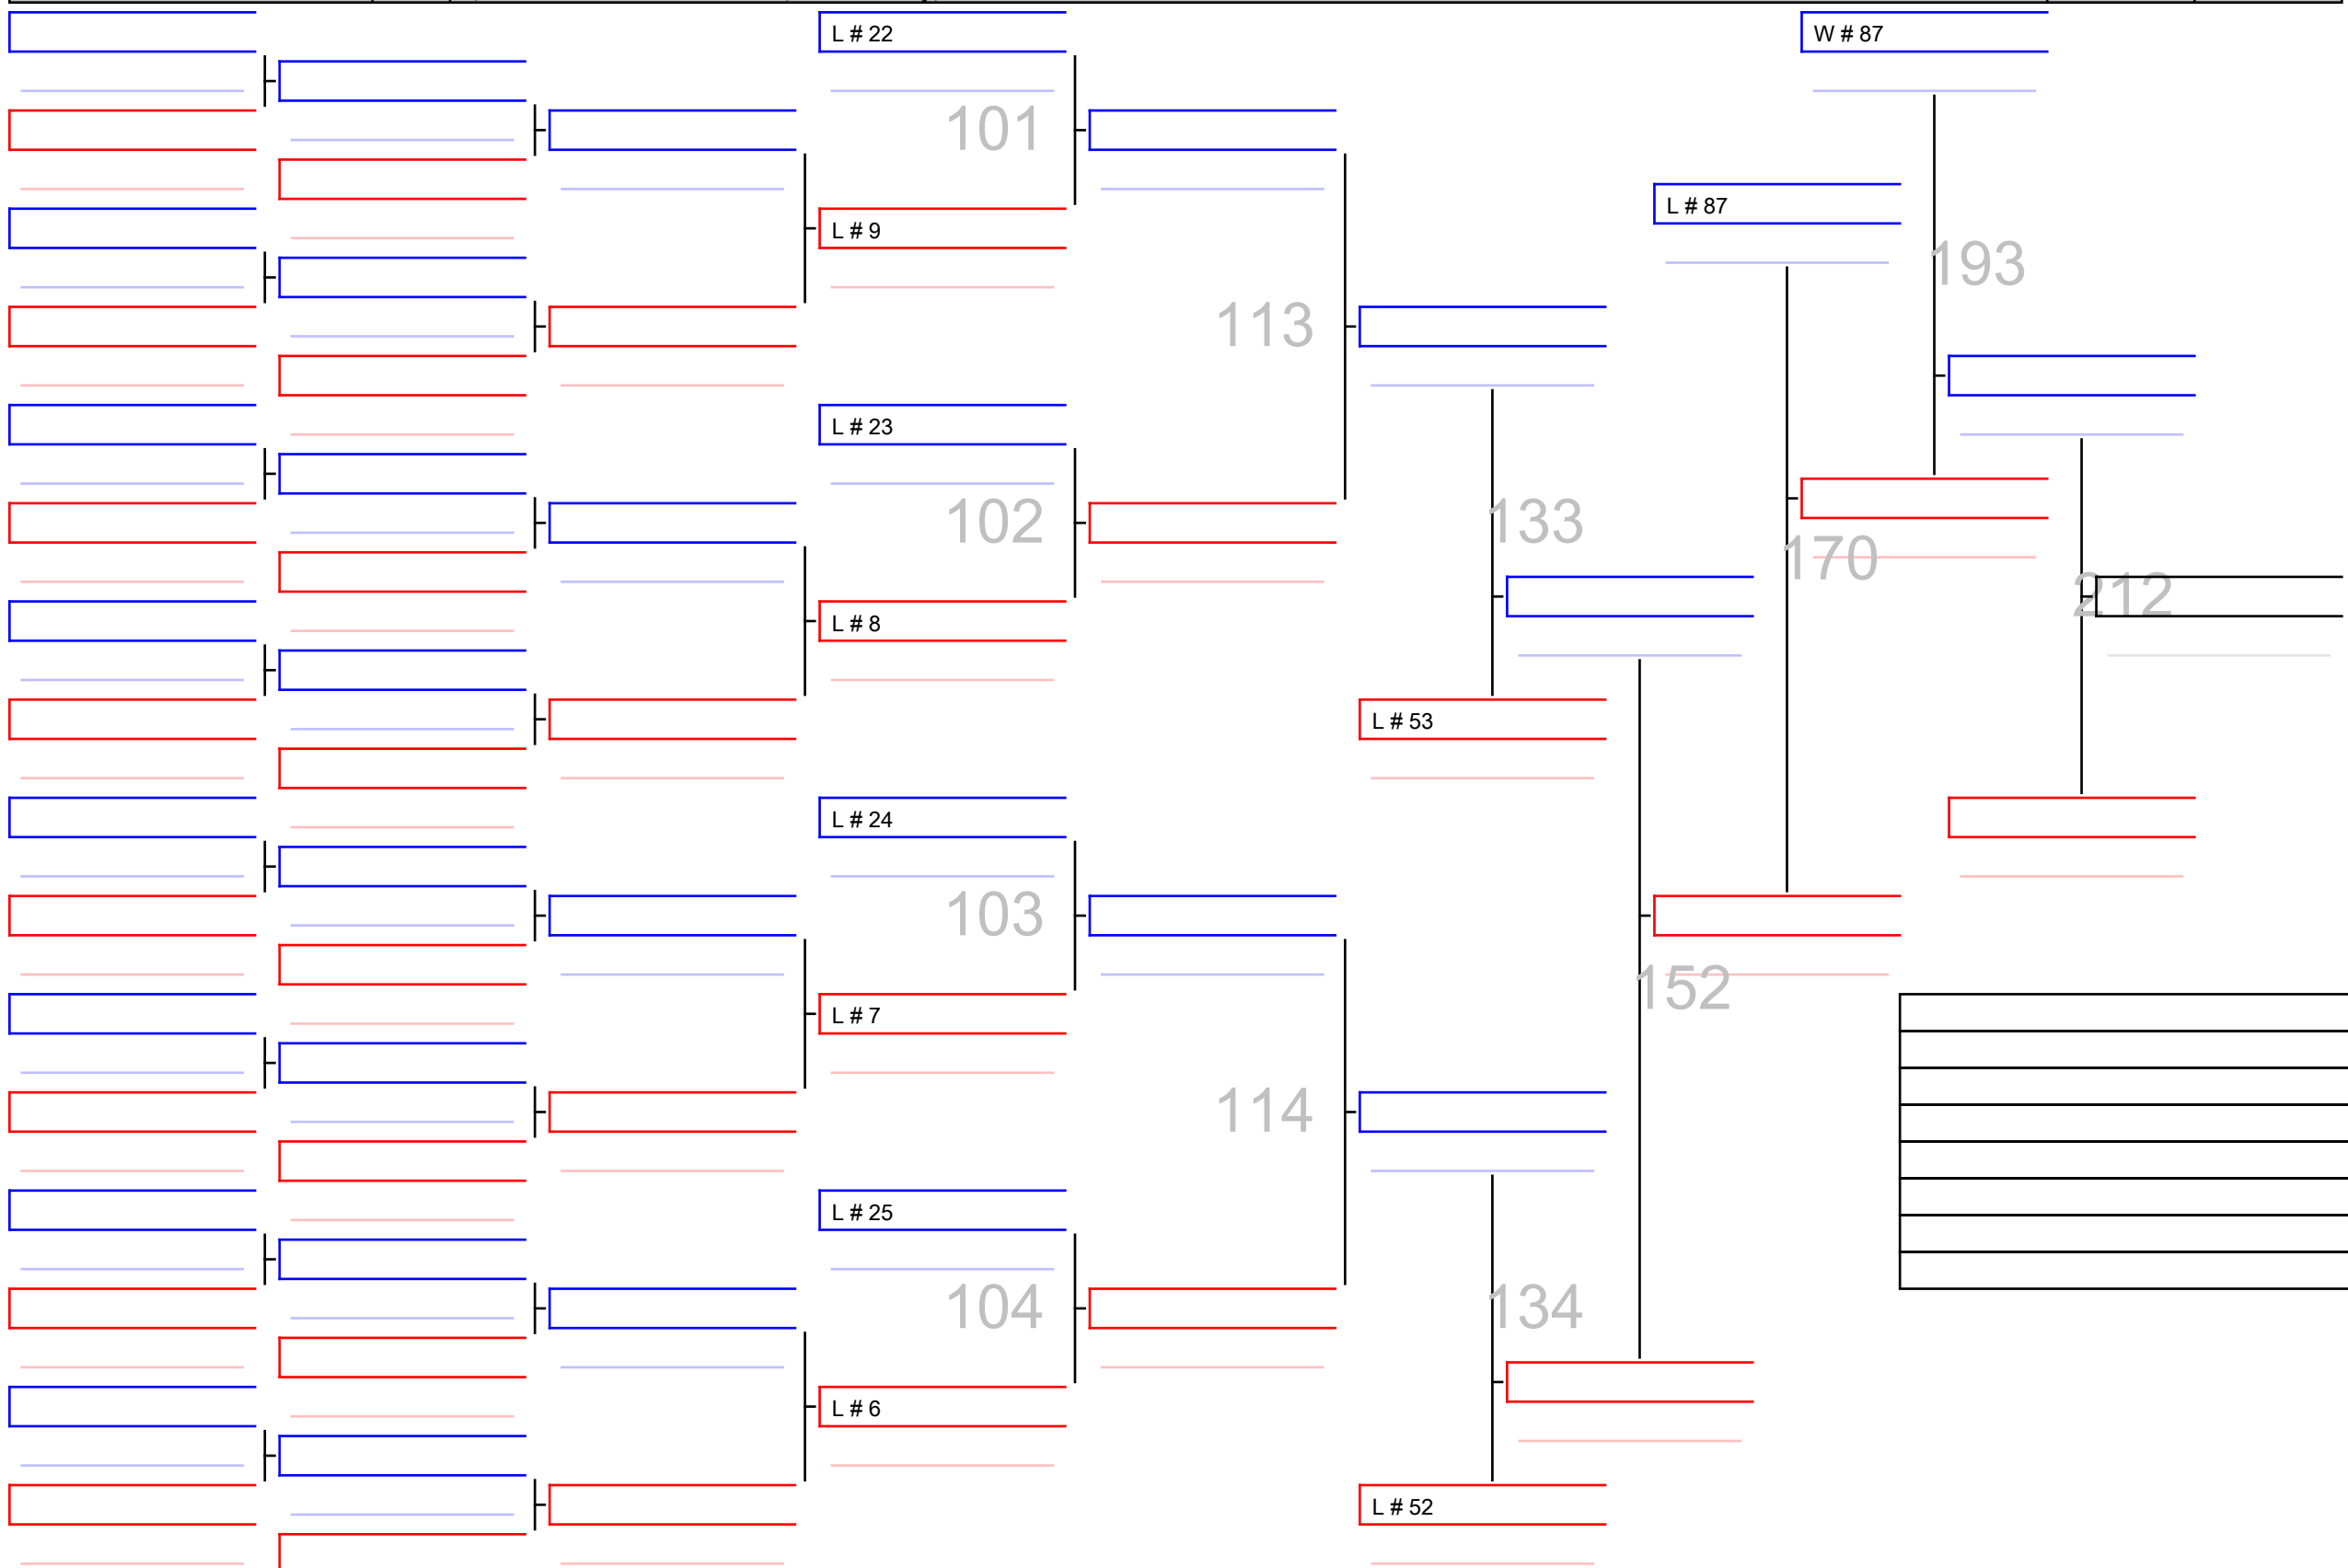 L # 22
W # 87
101
L # 87
L # 9
193
113
L # 23
102
133
170
212
L # 8
L # 53
L # 24
103
152
L # 7
114
L # 25
104
134
L # 6
L # 52